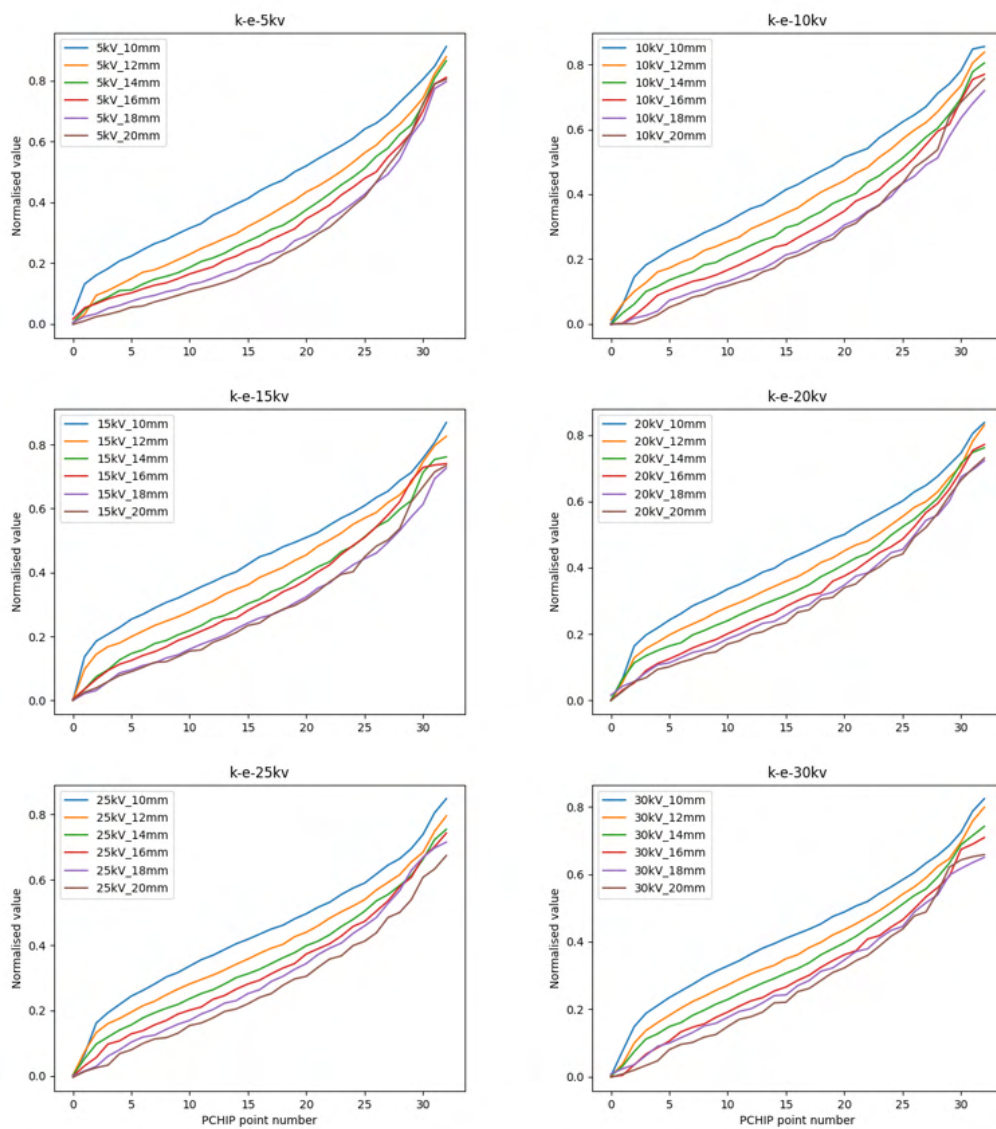 k-e-5kv
Normalised value
0.8
0.6
0.4
0.2
0.0
5kV_10mm
5kV_12mm
5kV_14mm
5kV_16mm
5kV_18mm
5kV_20mm
0 5 10 15 20 25 30
k-e-10kv
Normalised value
0.8
0.6
0.4
0.2
0.0
10kV_10mm
10kV_12mm
10kV_14mm
10kV_16mm
10kV_18mm
10kV_20mm
0 5 10 15 20 25 30
k-e-15kv
Normalised value
0.8
0.6
0.4
0.2
0.0
15kV_10mm
15kV_12mm
15kV_14mm
15kV_16mm
15kV_18mm
15kV_20mm
0 5 10 15 20 25 30
k-e-20kv
Normalised value
0.8
0.6
0.4
0.2
0.0
20kV_10mm
20kV_12mm
20kV_14mm
20kV_16mm
20kV_18mm
20kV_20mm
0 5 10 15 20 25 30
k-e-25kv
Normalised value
0.8
0.6
0.4
0.2
0.0
25kV_10mm
25kV_12mm
25kV_14mm
25kV_16mm
25kV_18mm
25kV_20mm
0 5 10 15 20 25 30
PCHIP point number
k-e-30kv
Normalised value
0.8
0.6
0.4
0.2
0.0
30kV_10mm
30kV_12mm
30kV_14mm
30kV_16mm
30kV_18mm
30kV_20mm
0 5 10 15 20 25 30
PCHIP point number